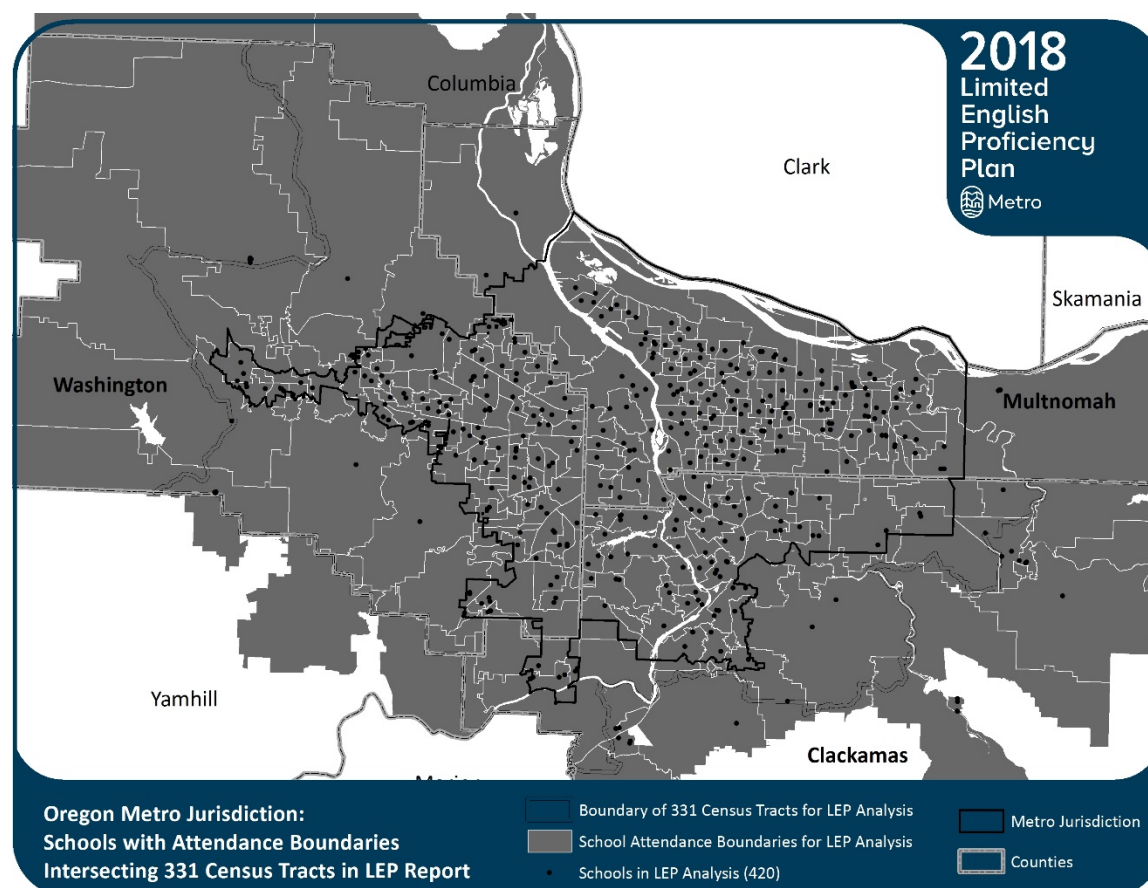 2018
Limited
English
Proficiency
Plan
Metro
Columbia
Clark
Skamania
Washington
Multnomah
Yamhill
Clackamas
Oregon Metro Jurisdiction:
Schools with Attendance Boundaries
Intersecting 331 Census Tracts in LEP Report
Boundary of 331 Census Tracts for LEP Analysis
School Attendance Boundaries for LEP Analysis
Schools in LEP Analysis (420)
Metro Jurisdiction
Counties